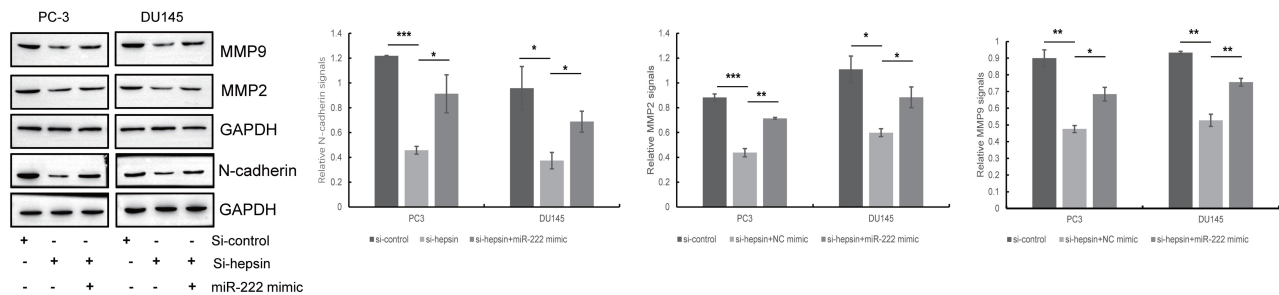 PC-3 DU145
MMP9
MMP2
GAPDH
N-cadherin
GAPDH
+ - - + - - Si-control
- + + - + + Si-hepsin
- - + - - + miR-222 mimic
Relative N-cadherin signals
1.4
1.2
1
0.8
0.6
0.4
0.2
0
*** * * *
PC3 DU145
si-control si-hepsin si-hepsin+miR-222 mimic
Relative MMP2 signals
1.4
1.2
1
0.8
0.6
0.4
0.2
0
*** ** * *
PC3 DU145
si-control si-hepsin+NC mimic si-hepsin+miR-222 mimic
Relative MMP9 signals
1
0.9
0.8
0.7
0.6
0.5
0.4
0.3
0.2
0.1
0
** * ** **
PC3 DU145
si-control si-hepsin+NC mimic si-hepsin+miR-222 mimic